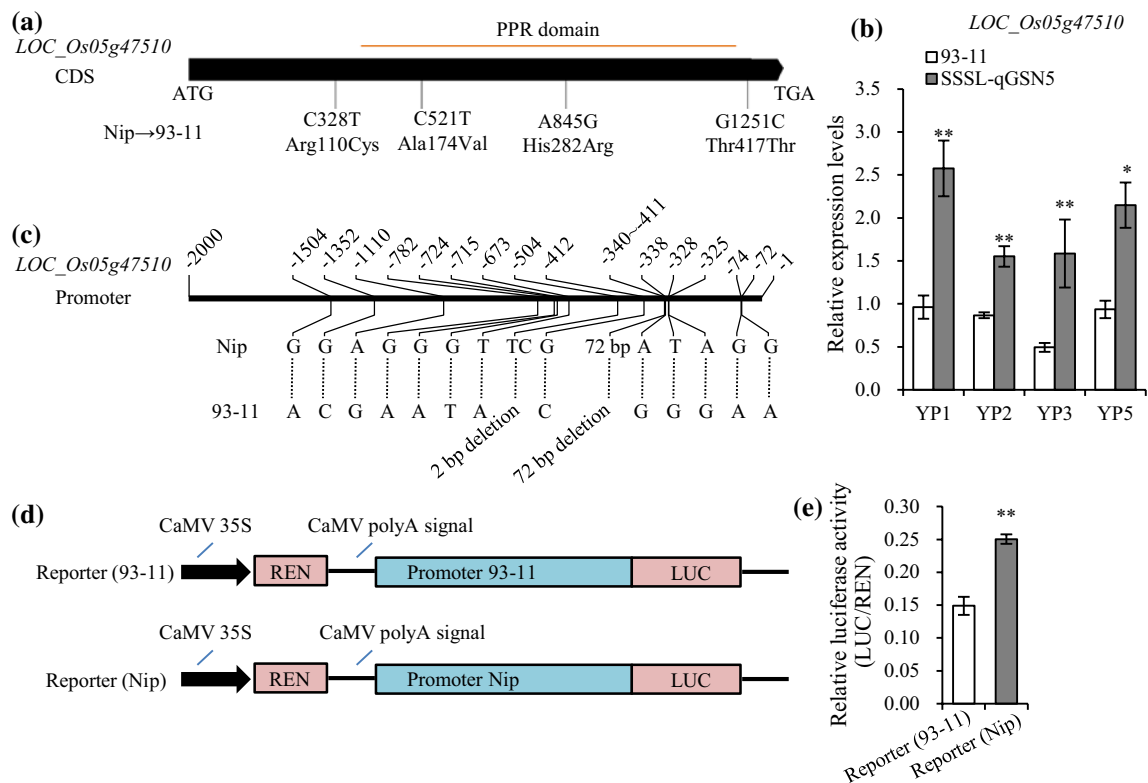 (a)
LOC_Os05g47510
CDS
PPR domain
ATG
TGA
Nip→93-11
C328T
Arg110Cys
C521T
Ala174Val
A845G
His282Arg
G1251C
Thr417Thr
(b)
LOC_Os05g47510
93-11
SSSL-qGSN5
Relative expression levels
3.5
3.0
2.5
2.0
1.5
1.0
0.5
0.0
**
**
**
*
YP1 YP2 YP3 YP5
(c)
LOC_Os05g47510
Promoter
-2000 -1504 -1352 -1110 -782 -724 -715 -673 -504 -412 -340~-411 -338 -328 -325 -74 -72 -1
Nip G G A G G G T TC G 72 bp A T A G G
93-11 A C G A A T A 2 bp deletion C 72 bp deletion G G G A A
(d)
CaMV 35S
CaMV polyA signal
Reporter (93-11) REN Promoter 93-11 LUC
CaMV 35S
CaMV polyA signal
Reporter (Nip) REN Promoter Nip LUC
(e)
Relative luciferase activity
(LUC/REN)
0.30
0.25
0.20
0.15
0.10
0.05
0.00
**
Reporter (93-11)
Reporter (Nip)